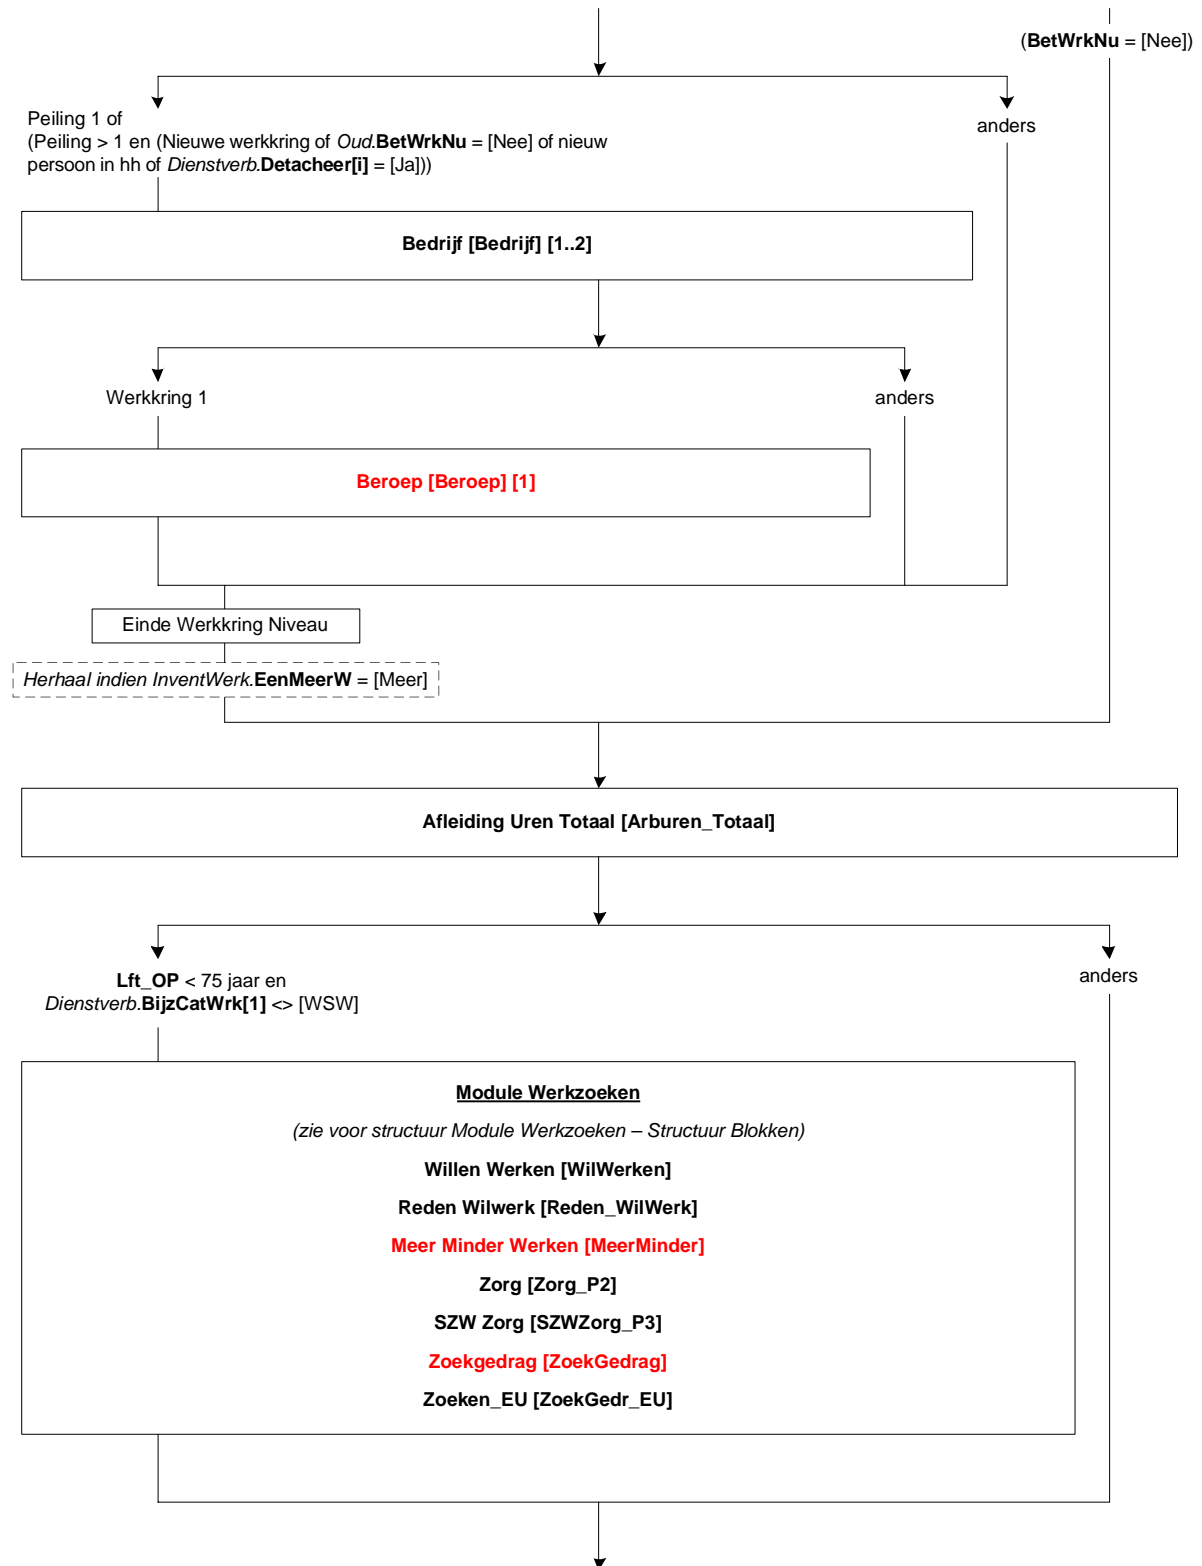 (BetWrkNu = [Nee])
Peiling 1 of
(Peiling > 1 en (Nieuwe werkkring of Oud.BetWrkNu = [Nee] of nieuw
persoon in hh of Dienstverb.Detacheer[i] = [Ja]))
anders
Bedrijf [Bedrijf] [1..2]
Werkkring 1
anders
Beroep [Beroep] [1]
Einde Werkkring Niveau
Herhaal indien InventWerk.EenMeerW = [Meer]
Afleiding Uren Totaal [Arburen_Totaal]
Lft_OP < 75 jaar en
Dienstverb.BijzCatWrk[1] <> [WSW]
anders
Module Werkzoeken
(zie voor structuur Module Werkzoeken – Structuur Blokken)
Willen Werken [WilWerken]
Reden Wilwerk [Reden_WilWerk]
Meer Minder Werken [MeerMinder]
Zorg [Zorg_P2]
SZW Zorg [SZWZorg_P3]
Zoekgedrag [ZoekGedrag]
Zoeken_EU [ZoekGedr_EU]